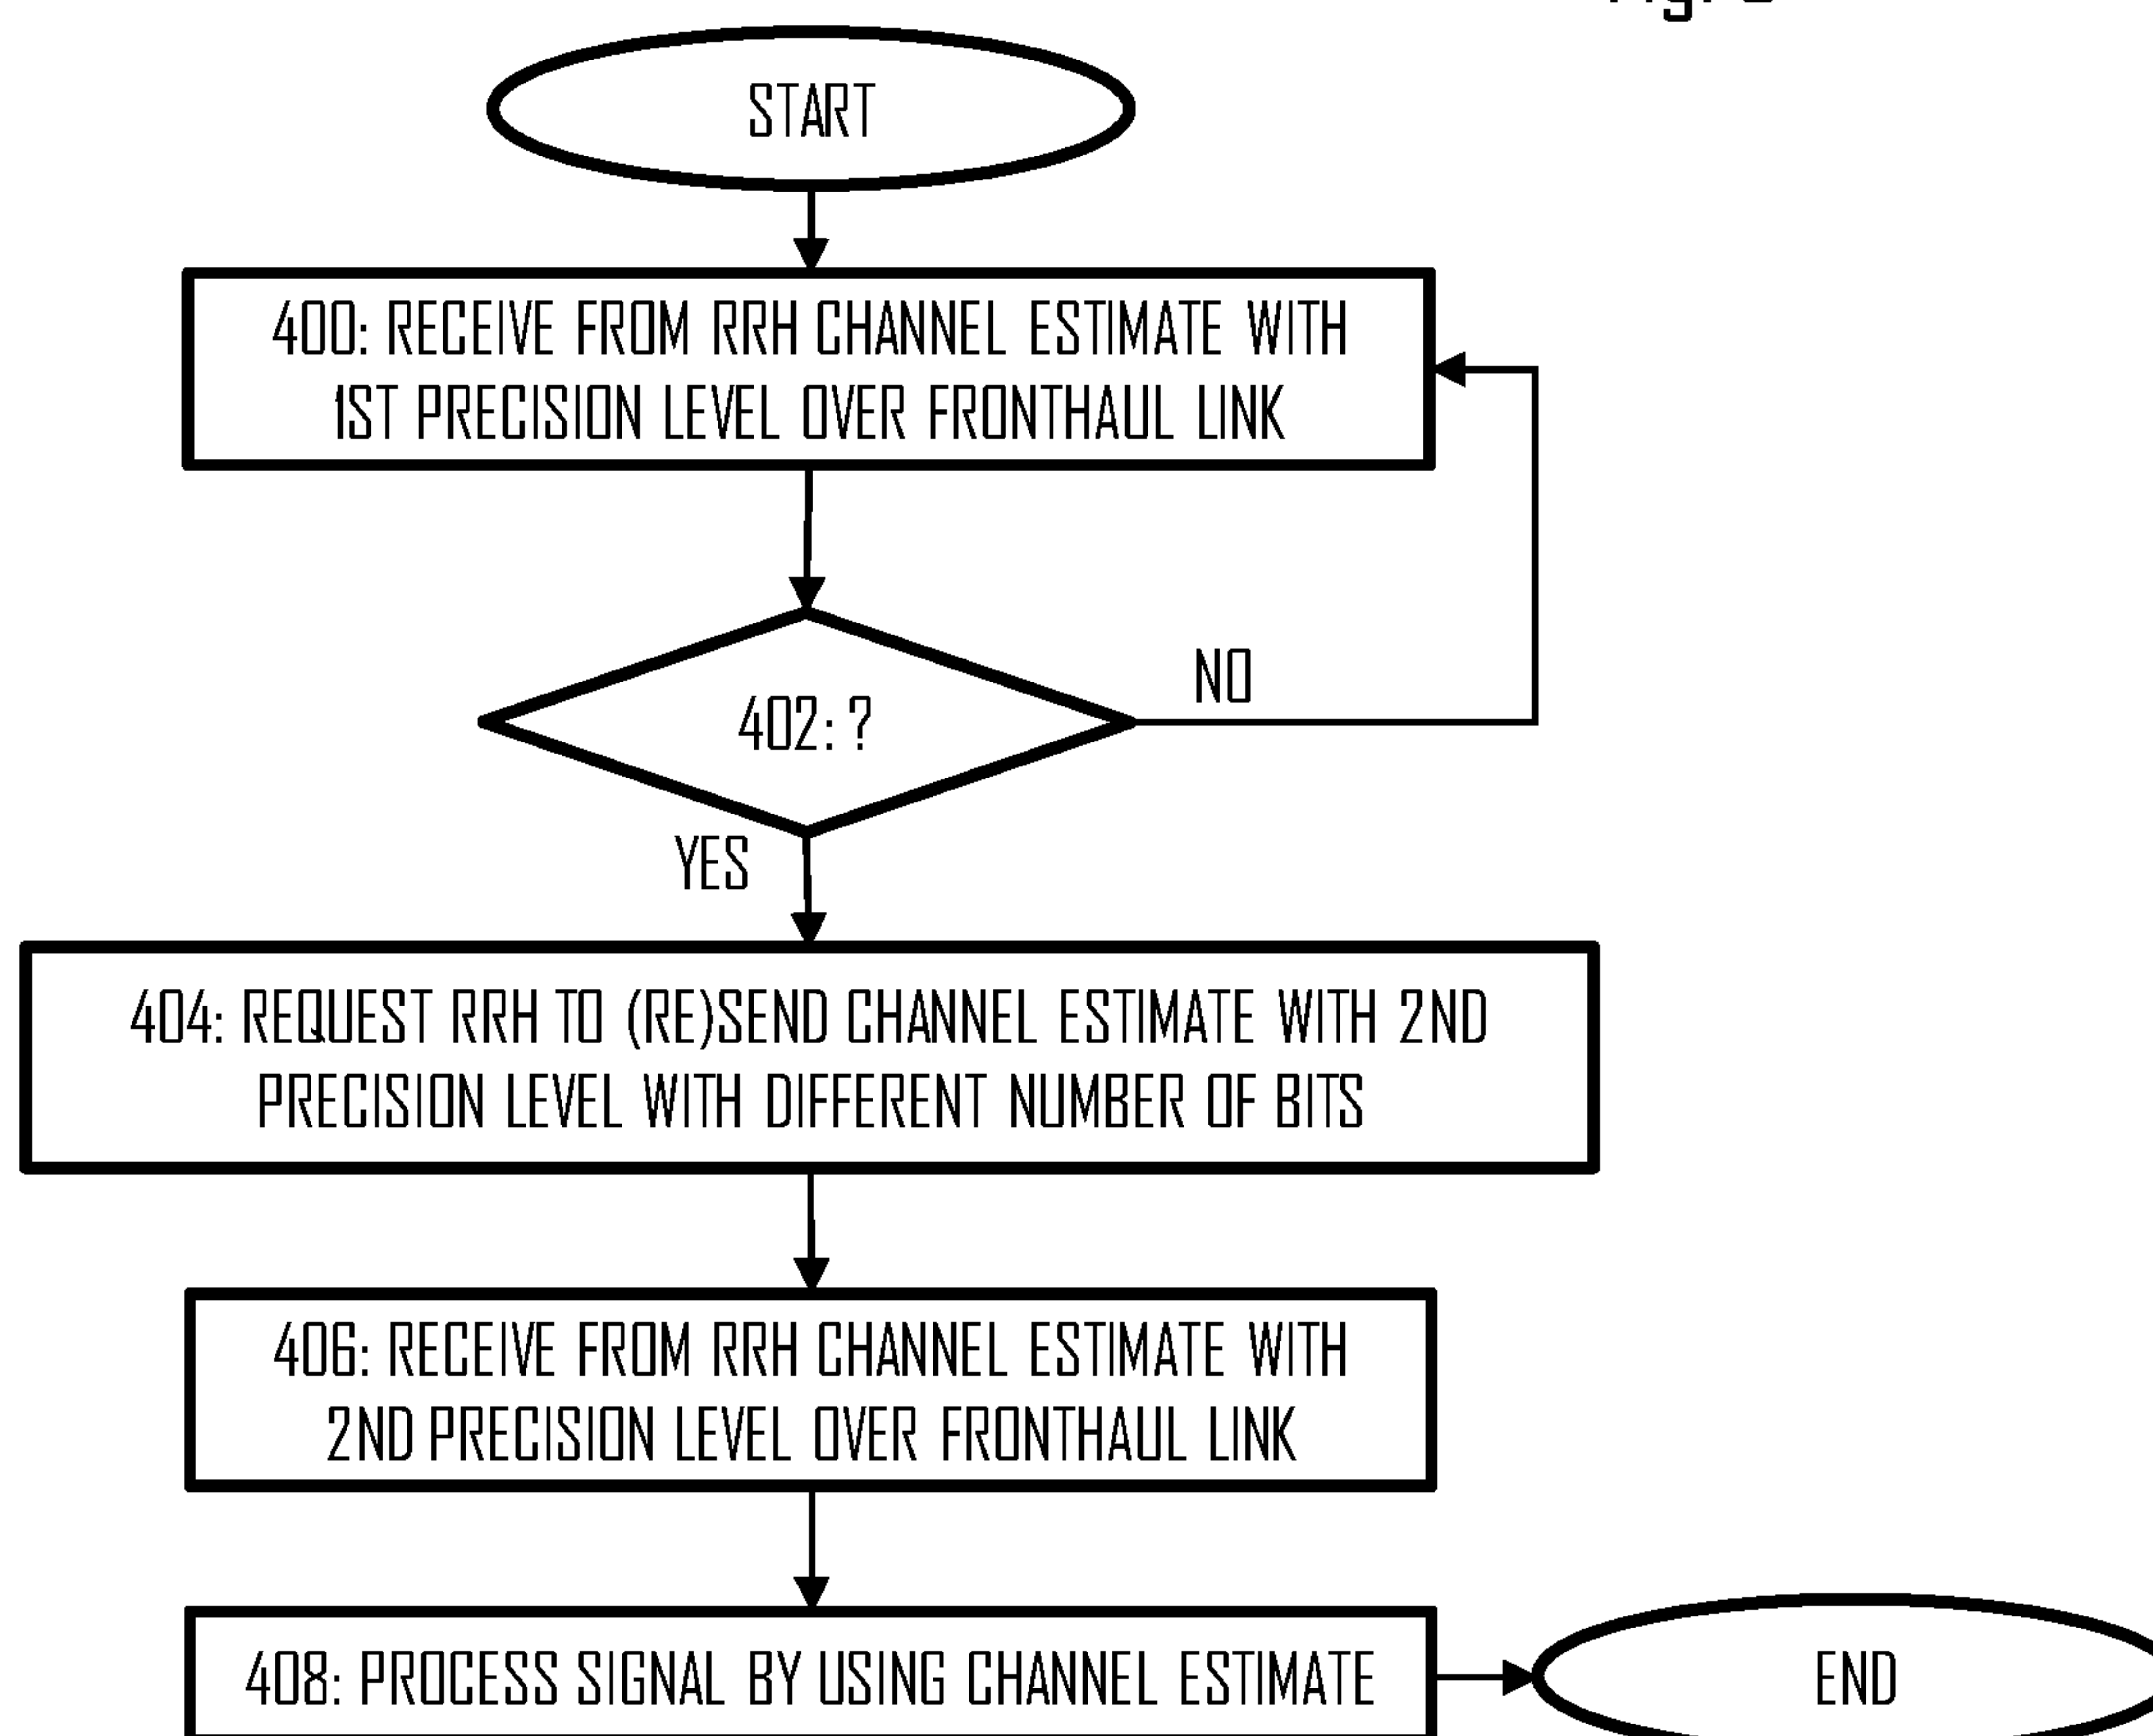 START
400: RECEIVE FROM RRH CHANNEL ESTIMATE WITH
1ST PRECISION LEVEL OVER FRONTHAUL LINK
402: ?
NO
YES
404: REQUEST RRH TO (RE)SEND CHANNEL ESTIMATE WITH 2ND
PRECISION LEVEL WITH DIFFERENT NUMBER OF BITS
406: RECEIVE FROM RRH CHANNEL ESTIMATE WITH
2ND PRECISION LEVEL OVER FRONTHAUL LINK
408: PROCESS SIGNAL BY USING CHANNEL ESTIMATE
END